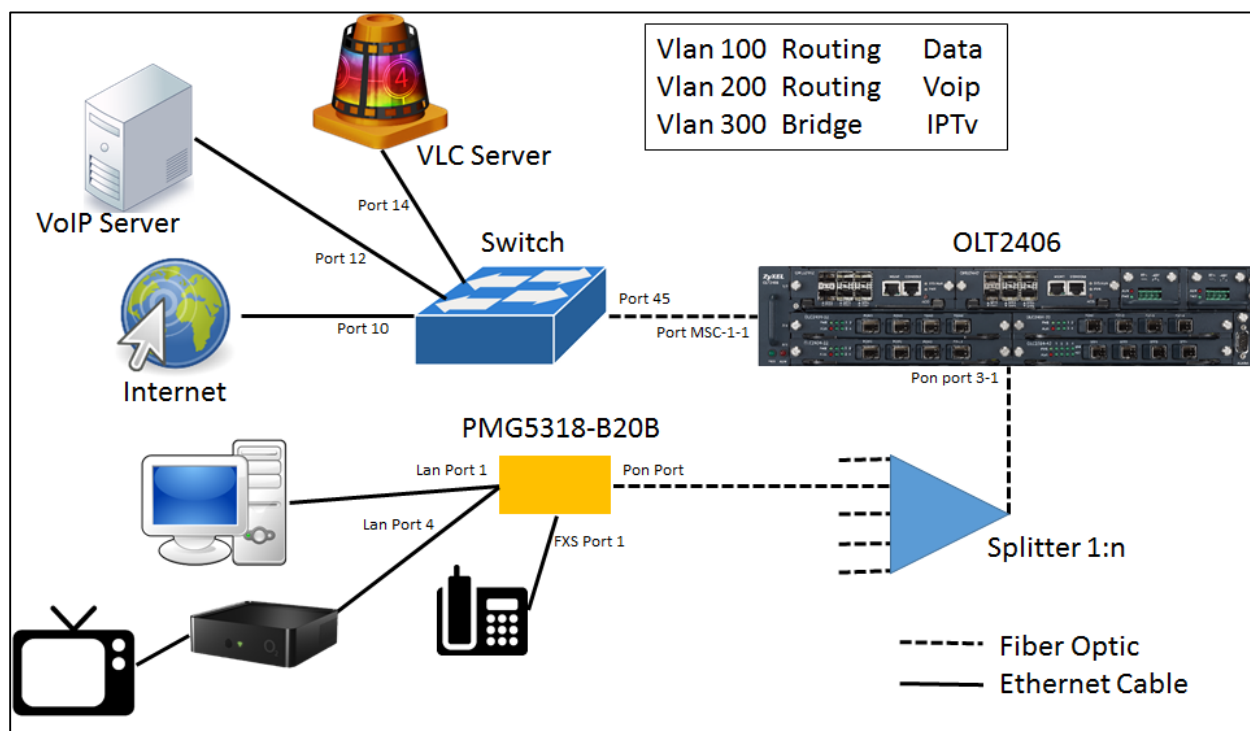 Vlan 100 Routing Data
Vlan 200 Routing Voip
Vlan 300 Bridge IPTv
VLC Server
VoIP Server
Port 14
Switch
OLT2406
Port 12
ZyXEL
Port 45
Port 10
Port MSC-1-1
Internet
Pon port 3-1
PMG5318-B20B
Lan Port 1
Pon Port
Lan Port 4
FXS Port 1
Splitter 1:n
Fiber Optic
Ethernet Cable